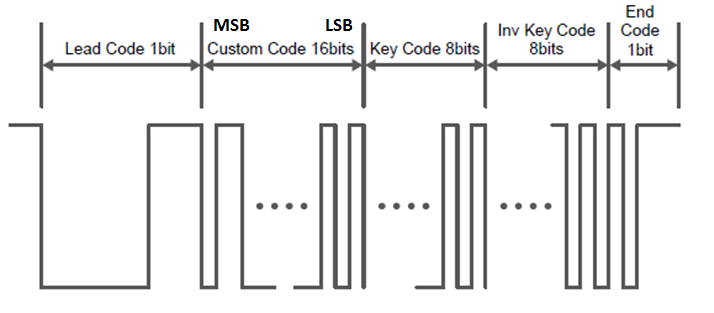 MSB LSB
Lead Code 1bit
Custom Code 16bits
Key Code 8bits
Inv Key Code
8bits
End
Code
1bit